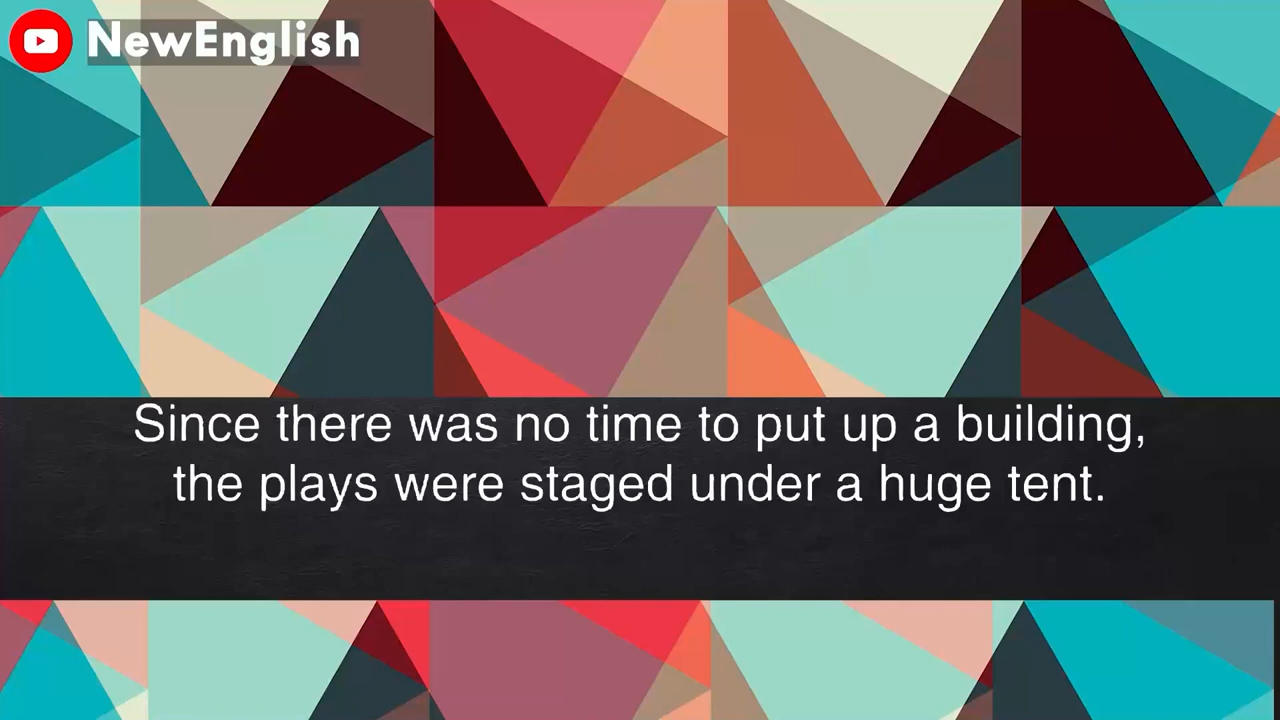 NewEnglish
Since there was no time to put up a building,
the plays were staged under a huge tent.